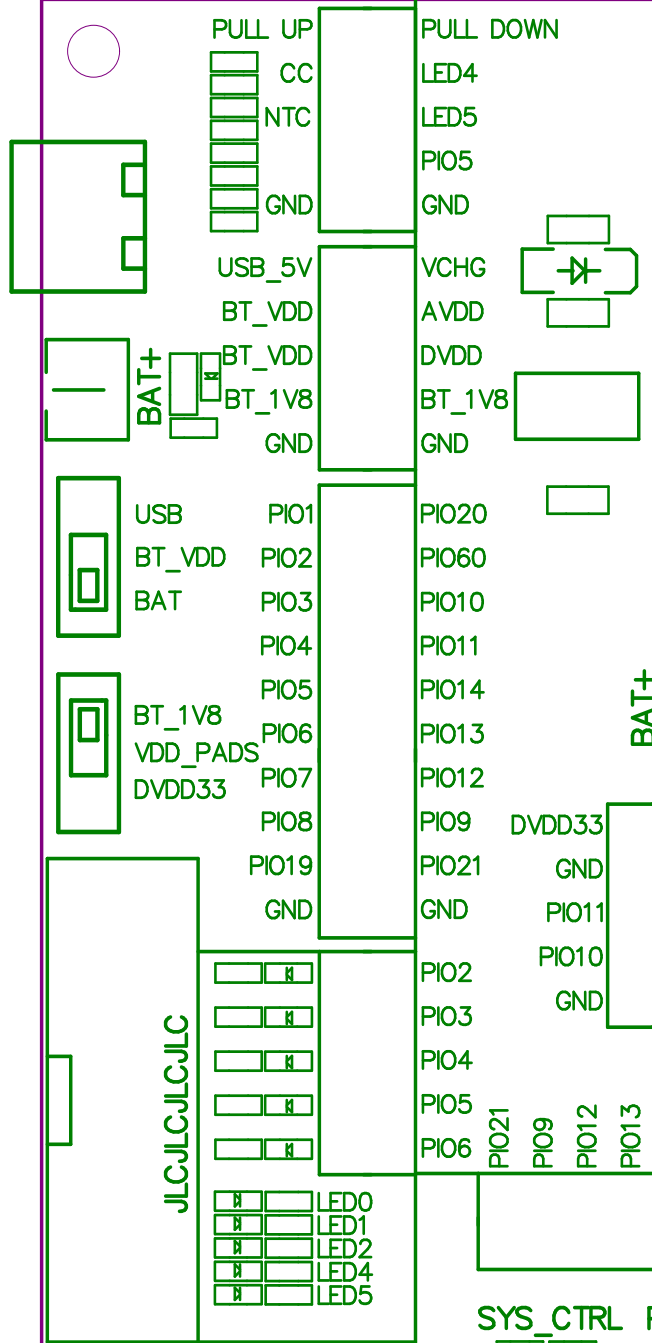 PULL UP PULL DOWN
CC LED4
NTC LED5
PIO5
GND GND
USB_5V VCHG
BT_VDD AVDD
BT_VDD DVDD
BT_1V8 BT_1V8
GND GND
BAT+
USB
BT_VDD
BAT
PIO1 PIO20
PIO2 PIO60
PIO3 PIO10
PIO4 PIO11
PIO5 PIO14
PIO6 PIO13
PIO7 PIO12
PIO8 PIO9
PIO19 PIO21
GND GND
BT_1V8
VDD_PADS
DVDD33
BAT+
DVDD33
GND
PIO11
PIO10
GND
JLCJLCJLCJLC
PIO2
PIO3
PIO4
PIO5
PIO6
PIO21
PIO9
PIO12
PIO13
LED0
LED1
LED2
LED4
LED5
SYS_CTRL